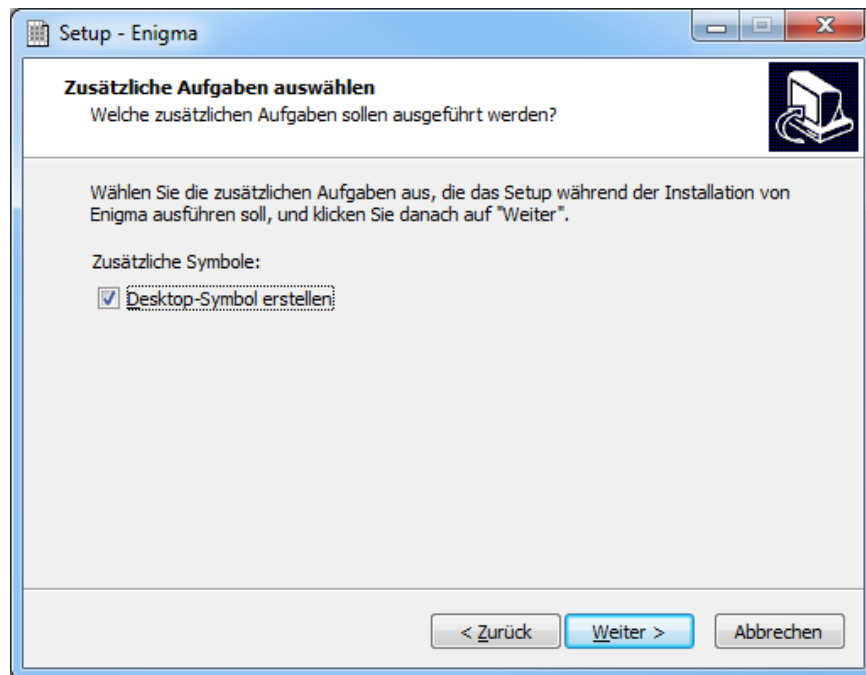 Setup - Enigma
Zusätzliche Aufgaben auswählen
Welche zusätzlichen Aufgaben sollen ausgeführt werden?
Wählen Sie die zusätzlichen Aufgaben aus, die das Setup während der Installation von
Enigma ausführen soll, und klicken Sie danach auf "Weiter".
Zusätzliche Symbole:
Desktop-Symbol erstellen
< Zurück Weiter > Abbrechen